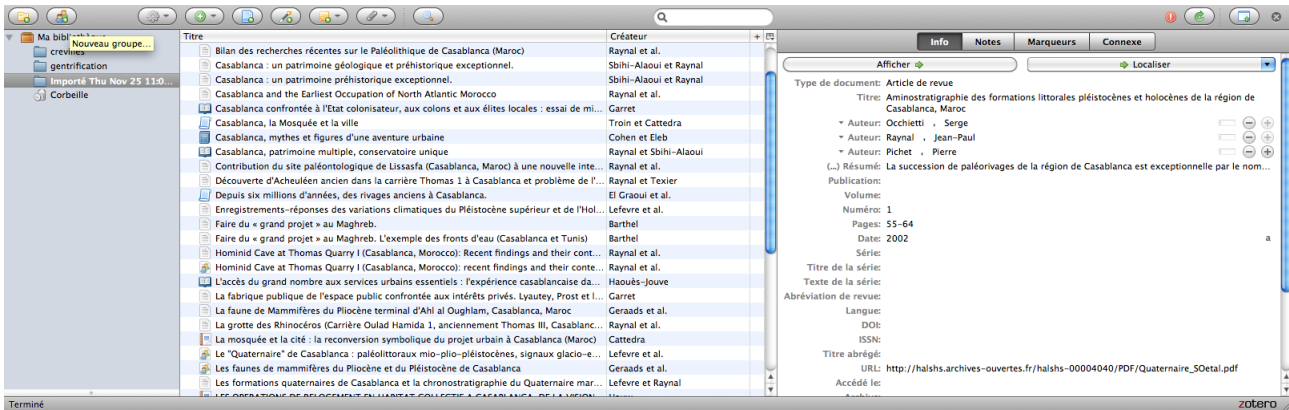 Ma bibliothèque
Nouveau groupe...
crevilles
gentrification
Importé Thu Nov 25 11:0...
Corbeille
Titre Créateur
Bilan des recherches récentes sur le Paléolithique de Casablanca (Maroc) Raynal et al.
Casablanca : un patrimoine géologique et préhistorique exceptionnel. Sbihi-Alaoui et Raynal
Casablanca : un patrimoine préhistorique exceptionnel. Sbihi-Alaoui et Raynal
Casablanca and the Earliest Occupation of North Atlantic Morocco Raynal et al.
Casablanca confrontée à l'Etat colonisateur, aux colons et aux élites locales : essai de mi... Garret
Casablanca, la Mosquée et la ville Troin et Cattedra
Casablanca, mythes et figures d'une aventure urbaine Cohen et Eleb
Casablanca, patrimoine multiple, conservatoire unique Raynal et Sbihi-Alaoui
Contribution du site paléontologique de Lissasfa (Casablanca, Maroc) à une nouvelle inte... Raynal et al.
Découverte d'Acheuléen ancien dans la carrière Thomas 1 à Casablanca et problème de l'... Raynal et Texier
Depuis six millions d'années, des rivages anciens à Casablanca. El Graoui et al.
Enregistrements-réponses des variations climatiques du Pléistocène supérieur et de l'Hol... Lefevre et al.
Faire du « grand projet » au Maghreb. Barthel
Faire du « grand projet » au Maghreb. L'exemple des fronts d'eau (Casablanca et Tunis) Barthel
Hominid Cave at Thomas Quarry I (Casablanca, Morocco): Recent findings and their cont... Raynal et al.
Hominid Cave at Thomas Quarry I (Casablanca, Morocco): recent findings and their conte... Raynal et al.
L'accès du grand nombre aux services urbains essentiels : l'expérience casablancaise da... Haouès-Jouve
La fabrique publique de l'espace public confrontée aux intérêts privés. Lyautey, Prost et l... Garret
La faune de Mammifères du Pliocène terminal d'Ahl al Oughlam, Casablanca, Maroc Geraads et al.
La grotte des Rhinocéros (Carrière Oulad Hamida 1, anciennement Thomas III, Casablanc... Raynal et al.
La mosquée et la cité : la reconversion symbolique du projet urbain à Casablanca (Maroc) Cattedra
Le "Quaternaire" de Casablanca : paléolittoraux mio-plio-pléistocènes, signaux glacio-e... Lefevre et al.
Les faunes de mammifères du Pliocène et du Pléistocène de Casablanca Geraads et al.
Les formations quaternaires de Casablanca et la chronostratigraphie du Quaternaire mar... Lefevre et Raynal
Info Notes Marqueurs Connexe
Afficher Localiser
Type de document: Article de revue
Titre: Aminostratigraphie des formations littorales pléistocènes et holocènes de la région de
Casablanca, Maroc
Auteur: Occhietti , Serge
Auteur: Raynal , Jean-Paul
Auteur: Pichet , Pierre
(...) Résumé: La succession de paléorivages de la région de Casablanca est exceptionnelle par le nom...
Publication:
Volume:
Numéro: 1
Pages: 55-64
Date: 2002 a
Série:
Titre de la série:
Texte de la série:
Abréviation de revue:
Langue:
DOI:
ISSN:
Titre abrégé:
URL: http://halshs.archives-ouvertes.fr/halshs-00004040/PDF/Quaternaire_SOetal.pdf
Accédé le:
Terminé zotero